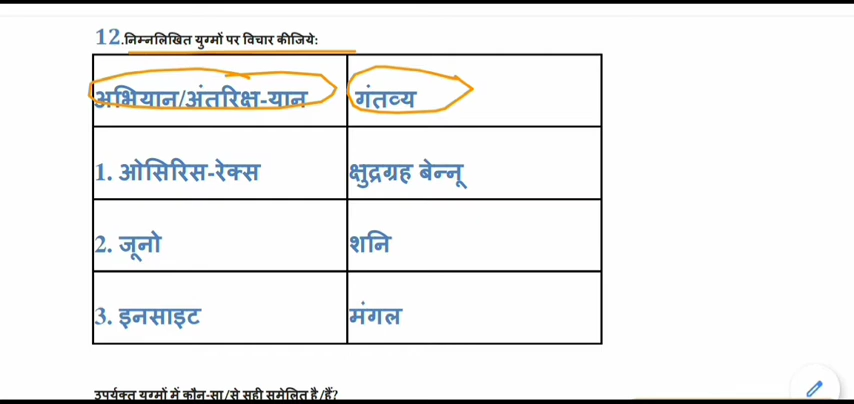 12.निम्नलिखित युग्मों पर विचार कीजिये:
अभियान/अंतरिक्ष-यान गंतव्य
1. ओसिरिस-रेक्स क्षुद्रग्रह बेन्नू
2. जूनो शनि
3. इनसाइट मंगल
उपर्युक्त युग्मों में कौन-सा/से सही सुमेलित है/हैं?